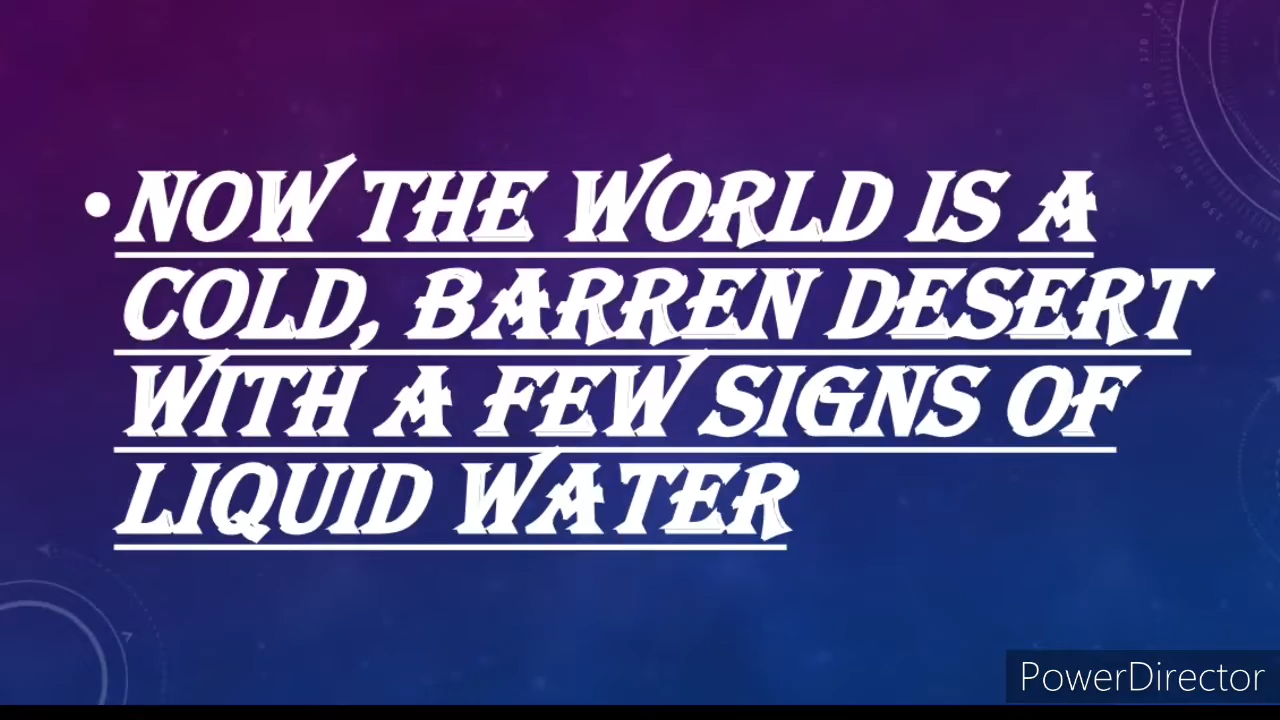 • NOW THE WORLD IS A
COLD, BARREN DESERT
WITH A FEW SIGNS OF
LIQUID WATER
PowerDirector